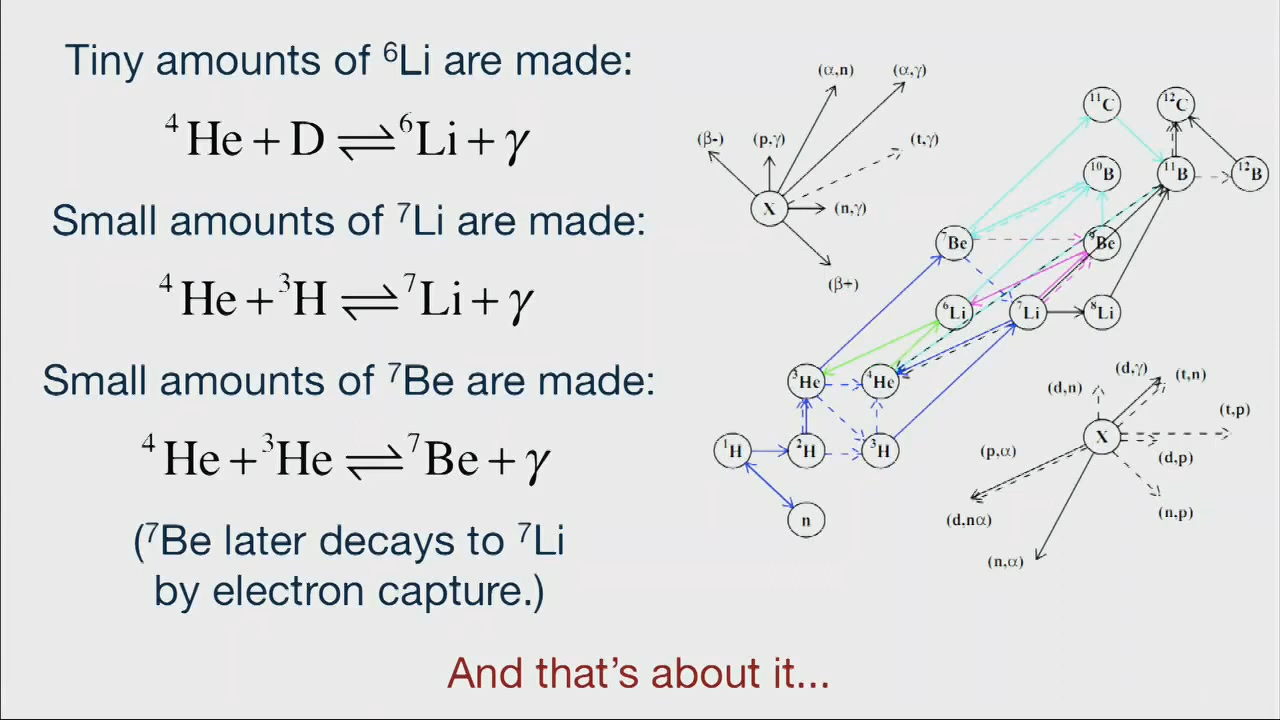 Tiny amounts of ⁶Li are made:
⁴He + D ⇌ ⁶Li + γ
Small amounts of ⁷Li are made:
⁴He + ³H ⇌ ⁷Li + γ
Small amounts of ⁷Be are made:
⁴He + ³He ⇌ ⁷Be + γ
(⁷Be later decays to ⁷Li
by electron capture.)
And that's about it...
(α,n)
(α,γ)
(β-)
(p,γ)
(t,γ)
X
(n,γ)
(β+)
¹¹C
¹²C
¹⁰B
¹¹B
¹²B
⁷Be
⁹Be
⁶Li
⁷Li
⁸Li
³He
⁴He
¹H
²H
³H
n
(d,γ)
(t,n)
(d,n)
(t,p)
X
(p,α)
(d,p)
(d,nα)
(n,p)
(n,α)